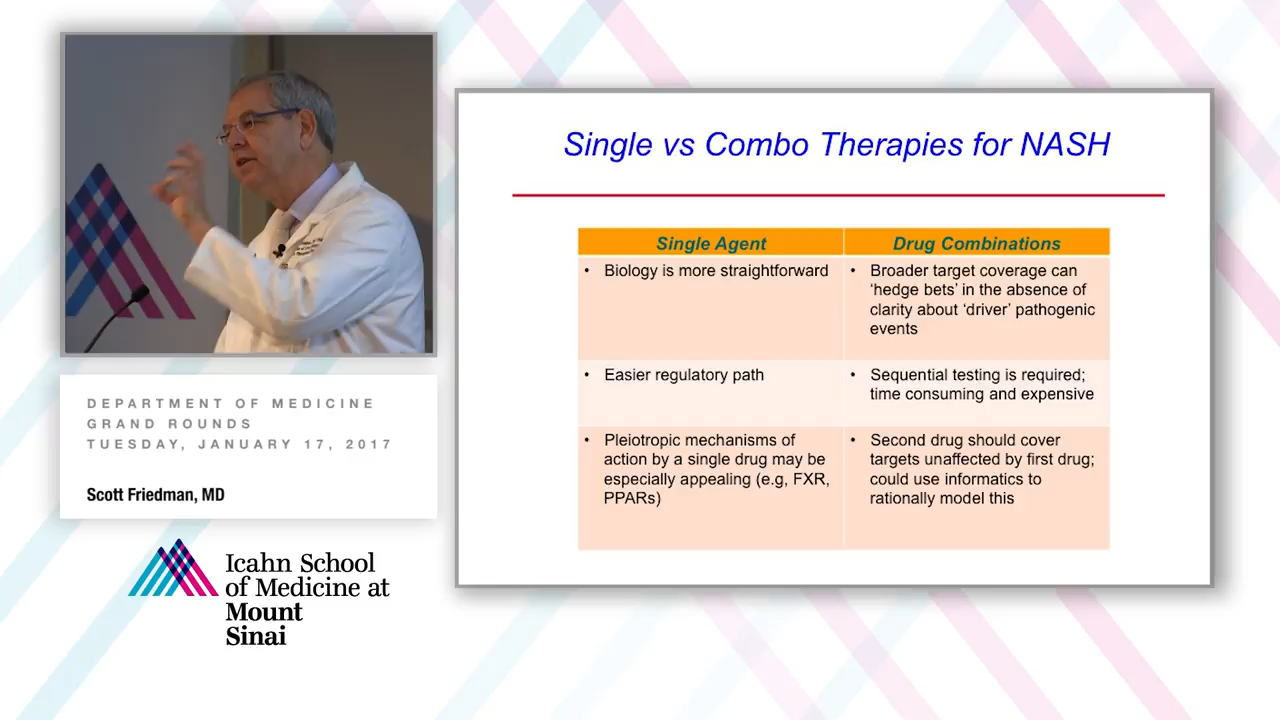 DEPARTMENT OF MEDICINE
GRAND ROUNDS
TUESDAY, JANUARY 17, 2017
Scott Friedman, MD
Icahn School
of Medicine at
Mount
Sinai
Single vs Combo Therapies for NASH
Single Agent
Drug Combinations
• Biology is more straightforward
• Broader target coverage can
‘hedge bets’ in the absence of
clarity about ‘driver’ pathogenic
events
• Easier regulatory path
• Sequential testing is required;
time consuming and expensive
• Pleiotropic mechanisms of
action by a single drug may be
especially appealing (e.g, FXR,
PPARs)
• Second drug should cover
targets unaffected by first drug;
could use informatics to
rationally model this